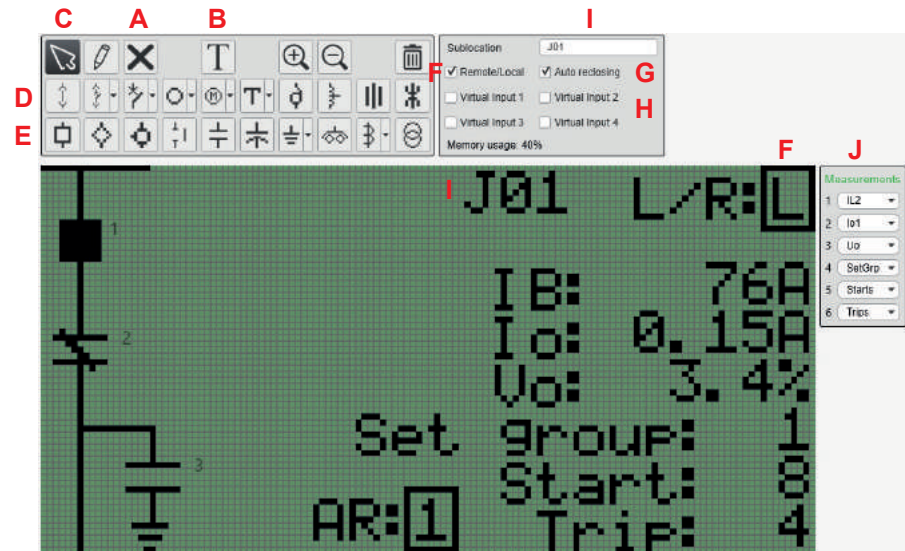 C A B I
T
Sublocation J01
F Remote/Local Auto reclosing G
D Virtual Input 1 Virtual Input 2 H
E Virtual Input 3 Virtual Input 4
Memory usage: 40%
F J
I J01 L/R:L
Measurements
1 IL2
2 Io1
3 Uo
4 SetGrp
5 Starts
6 Trips
1
IB: 76A
2 Io: 0.15A
Vo: 3.4%
Set group: 1
3 Start: 8
AR:1 Trip: 4